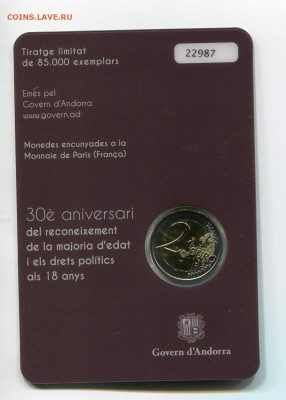 COINS.LAVE.RU
Tiratge limitat
de 85.000 exemplars
22987
Emès pel
Govern d'Andorra
www.govern.ad
Monedes encunyades a la
Monnaie de Paris (França)
30è aniversari
del reconeixement
de la majoria d'edat
i els drets polítics
als 18 anys
2
Govern d'Andorra